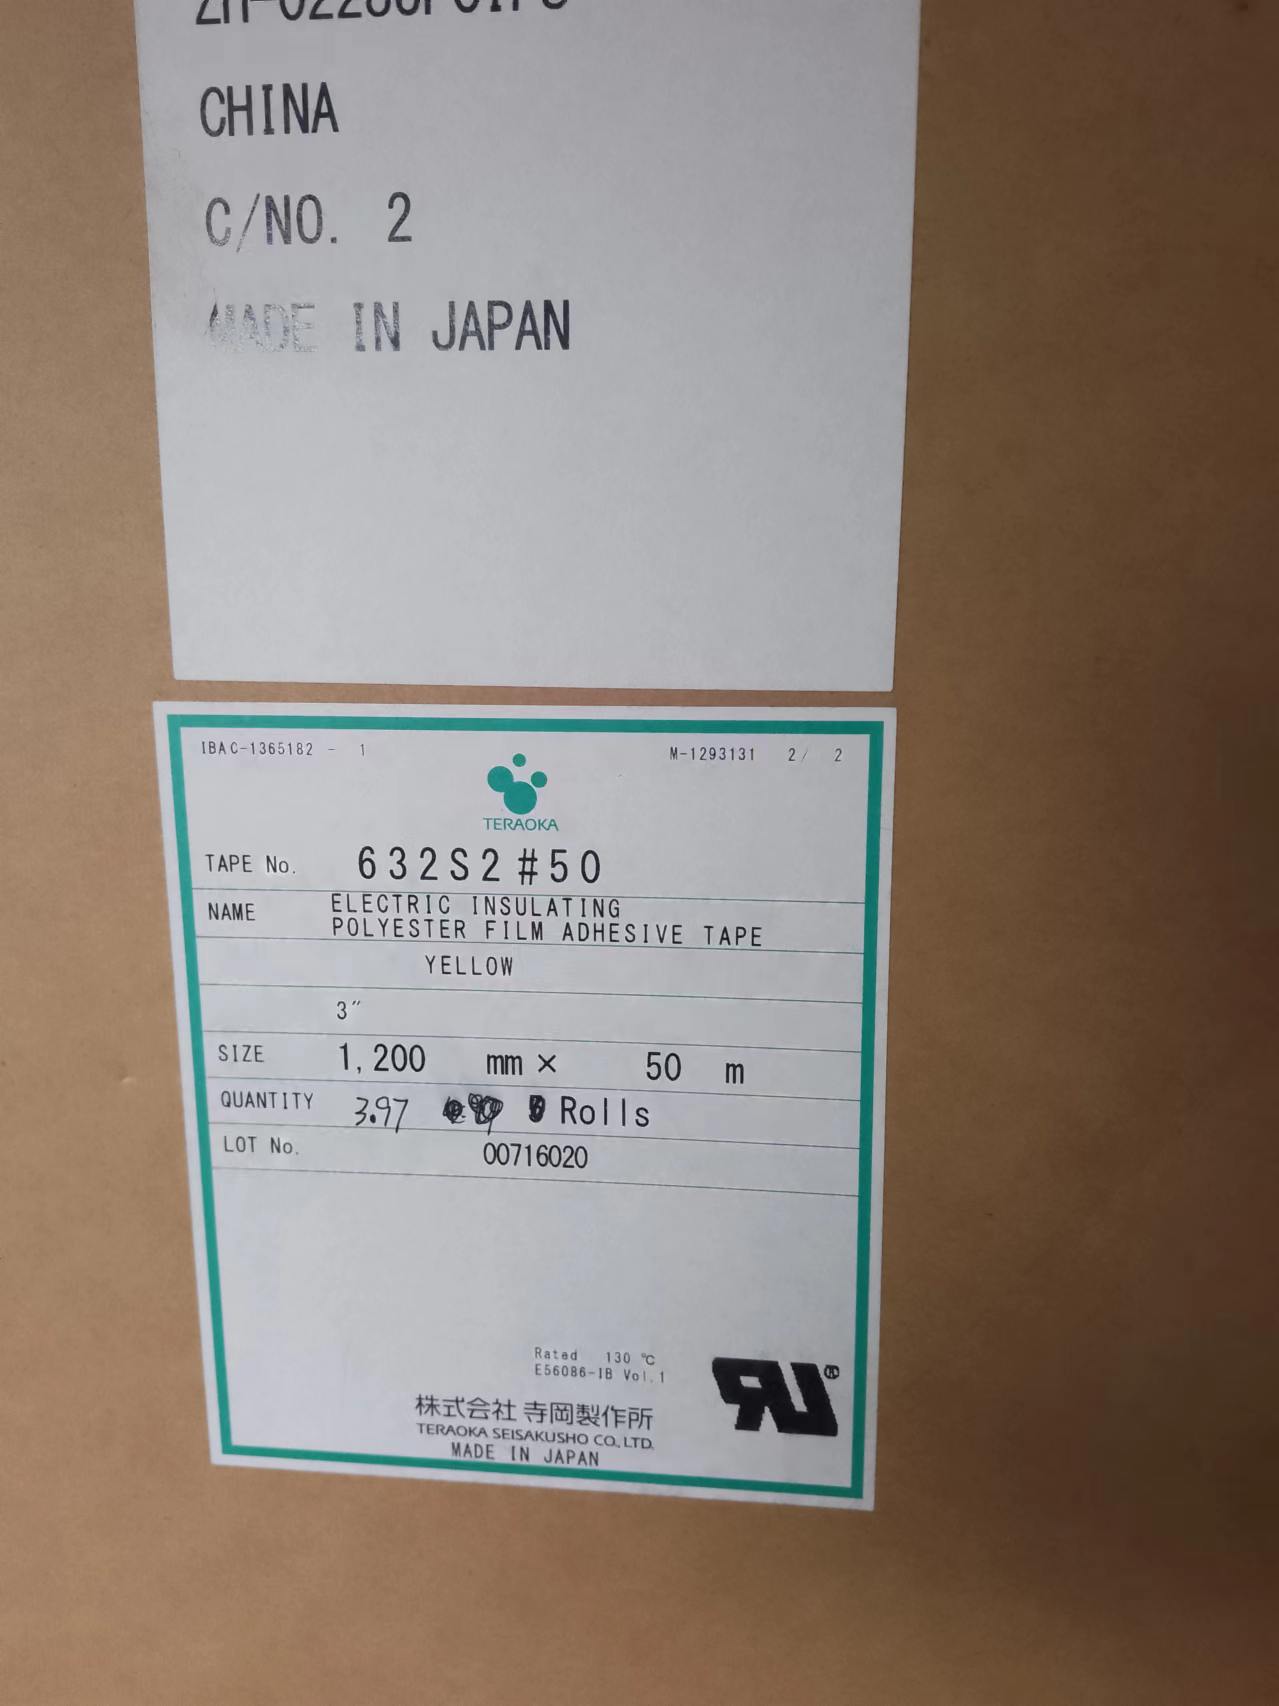 CHINA
C/NO. 2
MADE IN JAPAN
IBAC-1365182 - 1 M-1293131 2/ 2
TERAOKA
TAPE No. 632S2#50
NAME ELECTRIC INSULATING
POLYESTER FILM ADHESIVE TAPE
YELLOW
3″
SIZE 1,200 mm × 50 m
QUANTITY 3.97 Rolls
LOT No. 00716020
Rated 130 ℃
E56086-IB Vol.1
株式会社 寺岡製作所
TERAOKA SEISAKUSHO CO., LTD.
MADE IN JAPAN